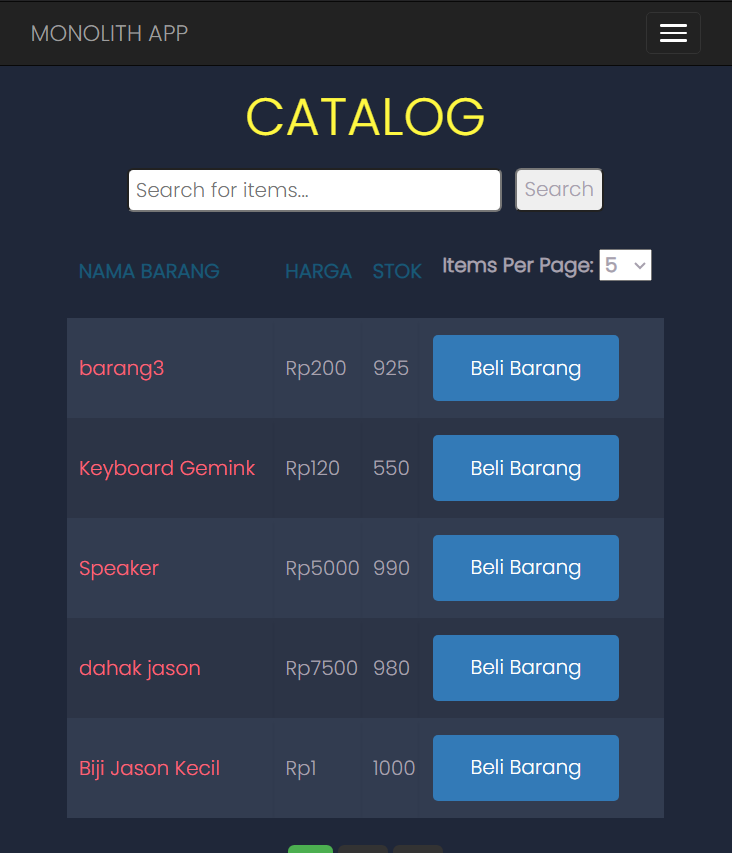 MONOLITH APP
CATALOG
Search for items... Search
NAMA BARANG HARGA STOK Items Per Page: 5
barang3 Rp200 925 Beli Barang
Keyboard Gemink Rp120 550 Beli Barang
Speaker Rp5000 990 Beli Barang
dahak jason Rp7500 980 Beli Barang
Biji Jason Kecil Rp1 1000 Beli Barang